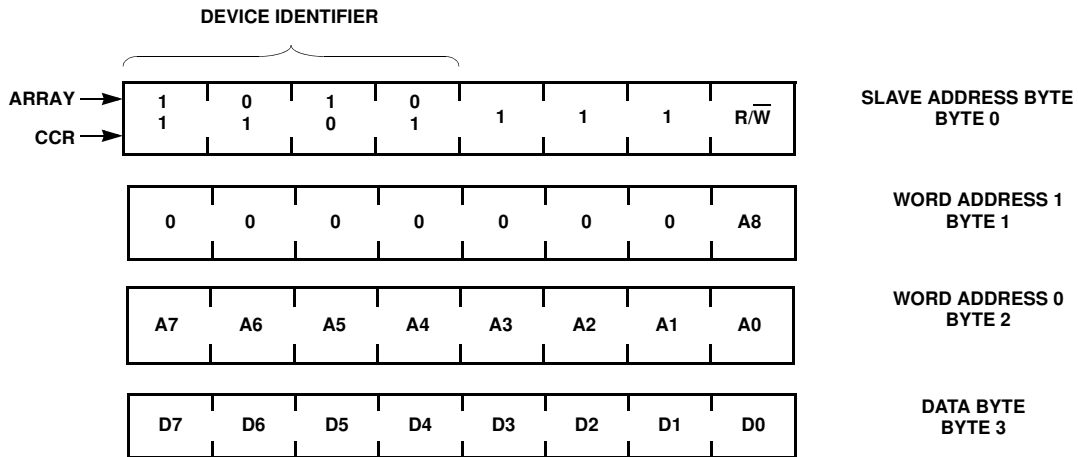 DEVICE IDENTIFIER
ARRAY
CCR
1 0 1 0
1 1 0 1 1 1 1 R/W̅
SLAVE ADDRESS BYTE
BYTE 0
0 0 0 0 0 0 0 A8
WORD ADDRESS 1
BYTE 1
A7 A6 A5 A4 A3 A2 A1 A0
WORD ADDRESS 0
BYTE 2
D7 D6 D5 D4 D3 D2 D1 D0
DATA BYTE
BYTE 3